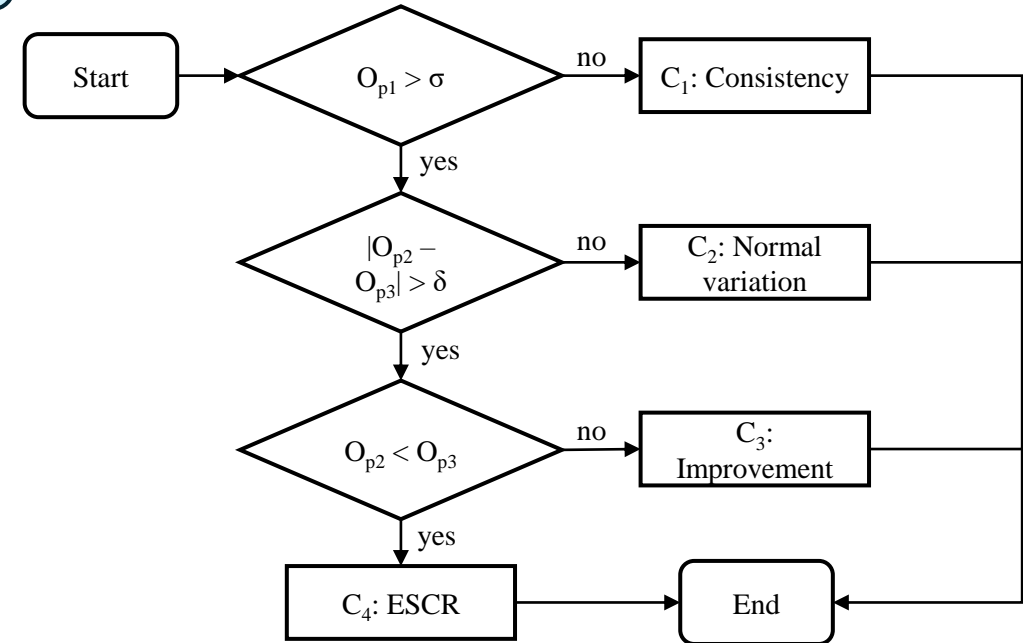 Start
Op1 > σ
no
C1: Consistency
yes
|Op2 –
Op3| > δ
no
C2: Normal
variation
yes
Op2 < Op3
no
C3:
Improvement
yes
C4: ESCR
End